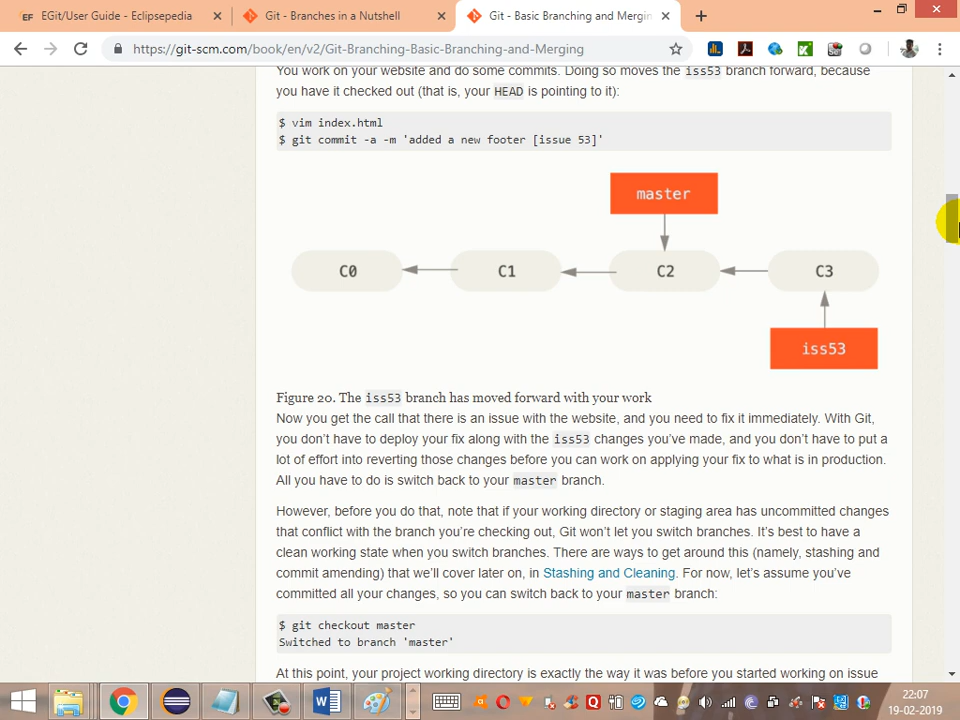 EGit/User Guide - Eclipsepedia
Git - Branches in a Nutshell
Git - Basic Branching and Mergin
https://git-scm.com/book/en/v2/Git-Branching-Basic-Branching-and-Merging
You work on your website and do some commits. Doing so moves the iss53 branch forward, because
you have it checked out (that is, your HEAD is pointing to it):
$ vim index.html
$ git commit -a -m 'added a new footer [issue 53]'
master
C0
C1
C2
C3
iss53
Figure 20. The iss53 branch has moved forward with your work
Now you get the call that there is an issue with the website, and you need to fix it immediately. With Git,
you don't have to deploy your fix along with the iss53 changes you've made, and you don't have to put a
lot of effort into reverting those changes before you can work on applying your fix to what is in production.
All you have to do is switch back to your master branch.
However, before you do that, note that if your working directory or staging area has uncommitted changes
that conflict with the branch you're checking out, Git won't let you switch branches. It's best to have a
clean working state when you switch branches. There are ways to get around this (namely, stashing and
commit amending) that we'll cover later on, in Stashing and Cleaning. For now, let's assume you've
committed all your changes, so you can switch back to your master branch:
$ git checkout master
Switched to branch 'master'
At this point, your project working directory is exactly the way it was before you started working on issue
22:07
19-02-2019